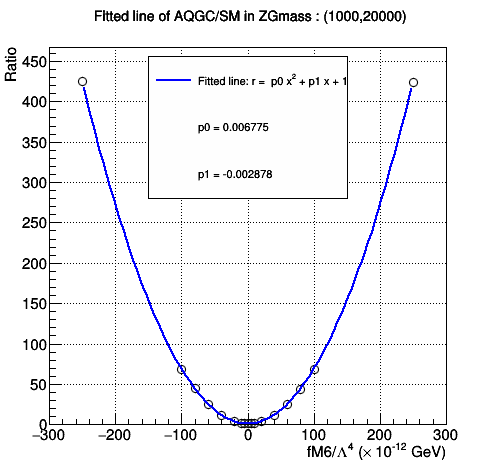 FItted line of AQGC/SM in ZGmass : (1000,20000)
Ratio
450
400
350
300
250
200
150
100
50
0
Fitted line: r = p0 x² + p1 x + 1
p0 = 0.006775
p1 = -0.002878
−300 −200 −100 0 100 200 300
fM6/Λ⁴ (× 10⁻¹² GeV)